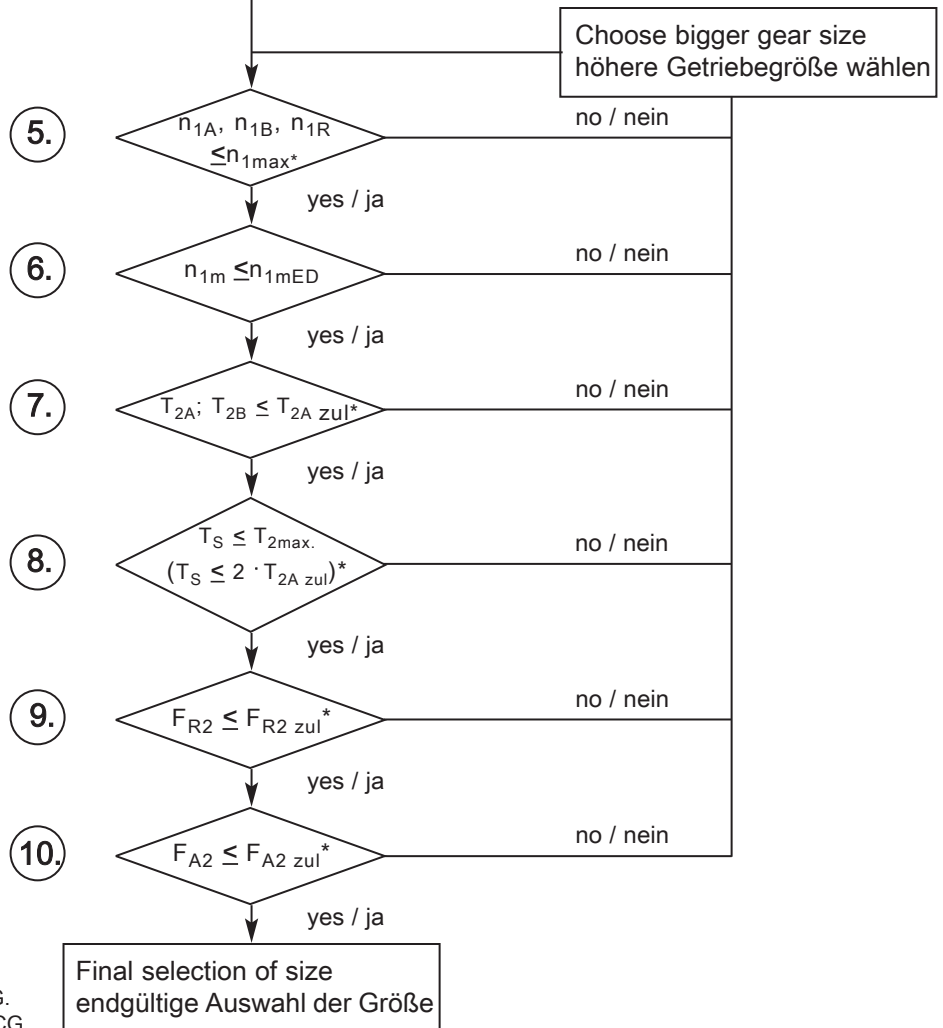 Choose bigger gear size
höhere Getriebegröße wählen
5.
n1A, n1B, n1R
≤n1max*
no / nein
yes / ja
6.
n1m ≤n1mED
no / nein
yes / ja
7.
T2A; T2B ≤ T2A zul*
no / nein
yes / ja
8.
TS ≤ T2max.
(TS ≤ 2 · T2A zul)*
no / nein
yes / ja
9.
FR2 ≤ FR2 zul*
no / nein
yes / ja
10.
FA2 ≤ FA2 zul*
no / nein
yes / ja
Final selection of size
endgültige Auswahl der Größe